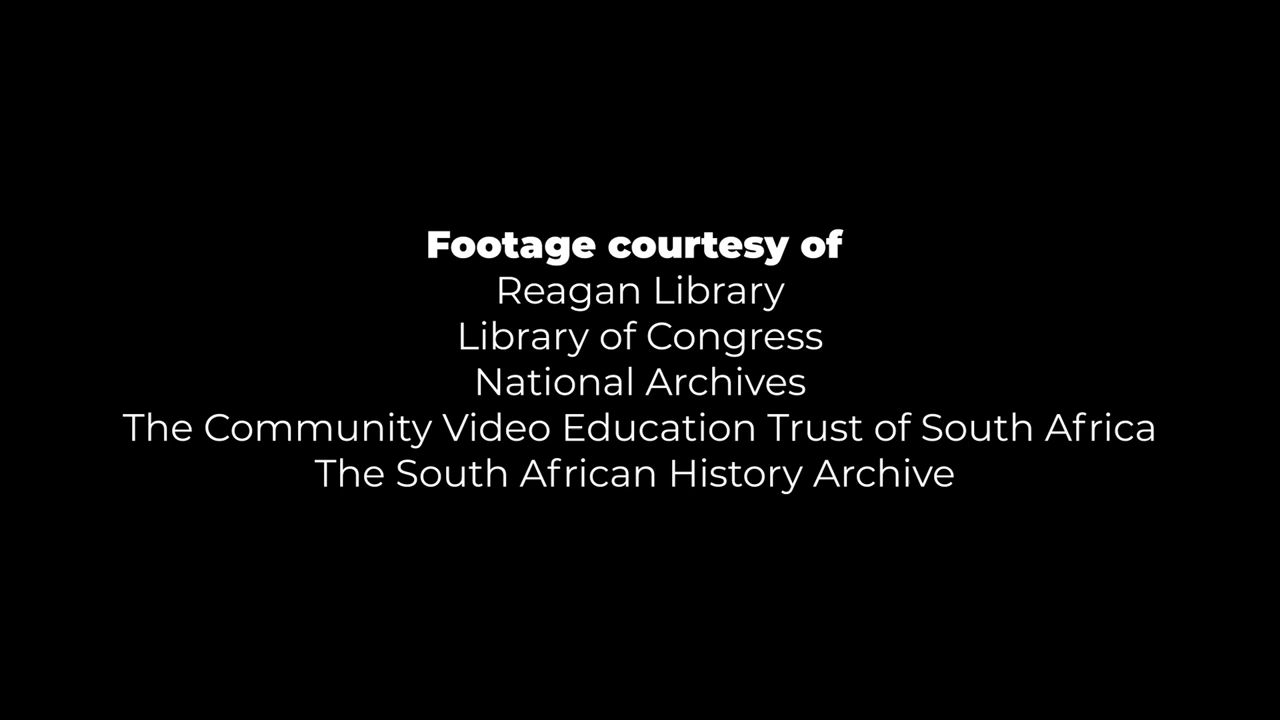 Footage courtesy of
Reagan Library
Library of Congress
National Archives
The Community Video Education Trust of South Africa
The South African History Archive